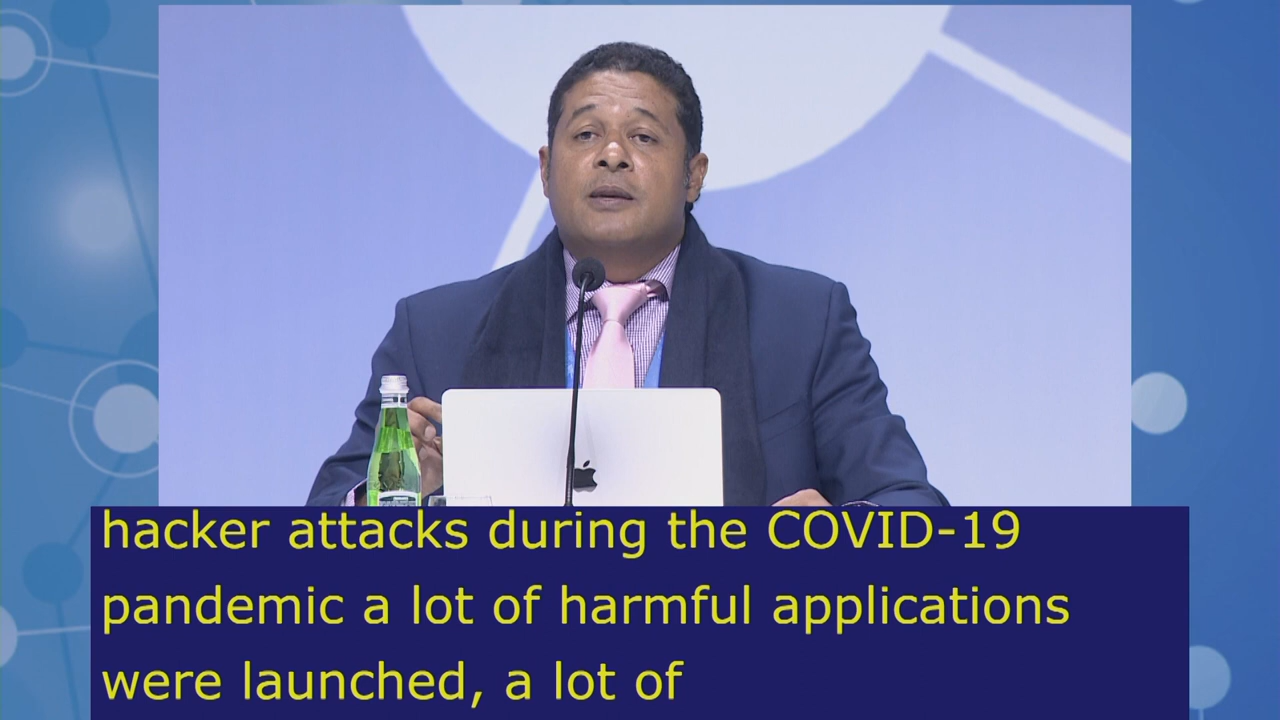 hacker attacks during the COVID-19
pandemic a lot of harmful applications
were launched, a lot of